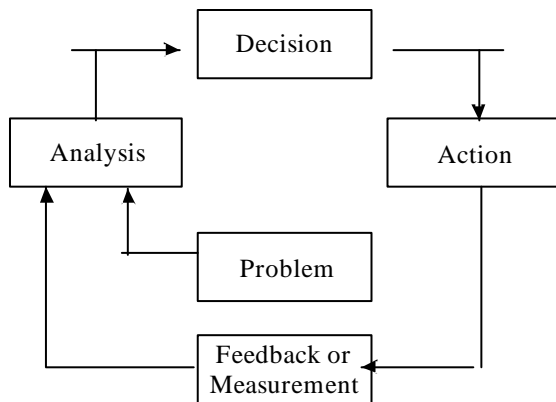 Decision
Analysis
Action
Problem
Feedback or
Measurement